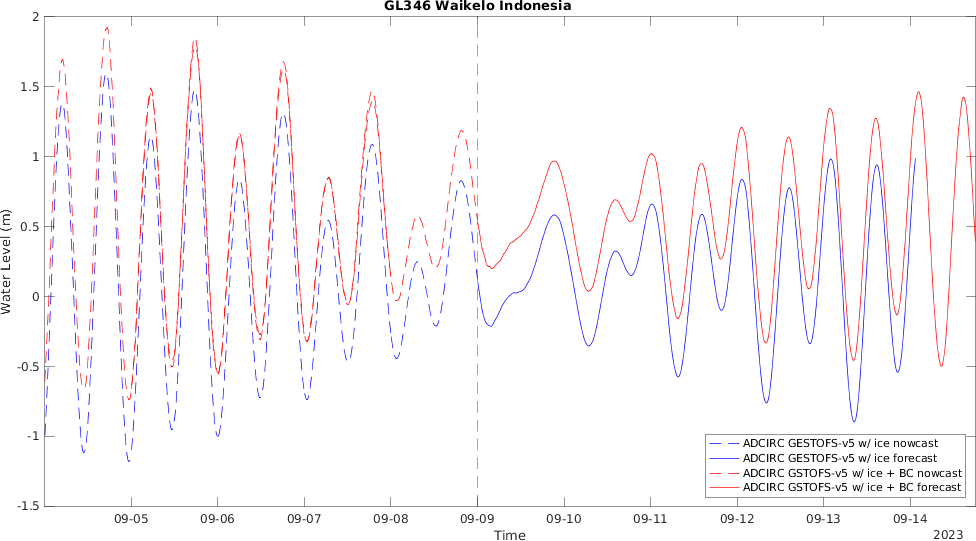 GL346 Waikelo Indonesia
2
1.5
1
0.5
0
-0.5
-1
-1.5
Water Level (m)
ADCIRC GESTOFS-v5 w/ ice nowcast
ADCIRC GESTOFS-v5 w/ ice forecast
ADCIRC GSTOFS-v5 w/ ice + BC nowcast
ADCIRC GSTOFS-v5 w/ ice + BC forecast
09-05 09-06 09-07 09-08 09-09 09-10 09-11 09-12 09-13 09-14
Time
2023